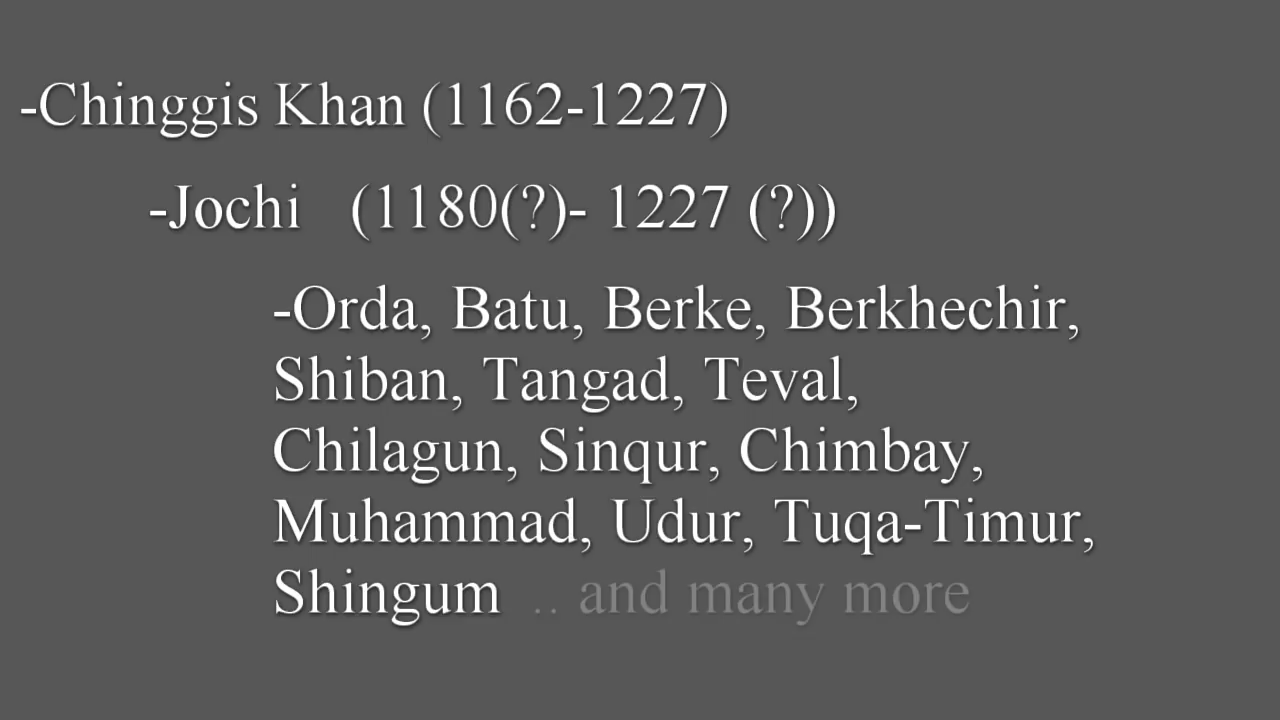 -Chinggis Khan (1162-1227)
-Jochi (1180(?)- 1227 (?))
-Orda, Batu, Berke, Berkhechir,
Shiban, Tangad, Teval,
Chilagun, Sinqur, Chimbay,
Muhammad, Udur, Tuqa-Timur,
Shingum .. and many more